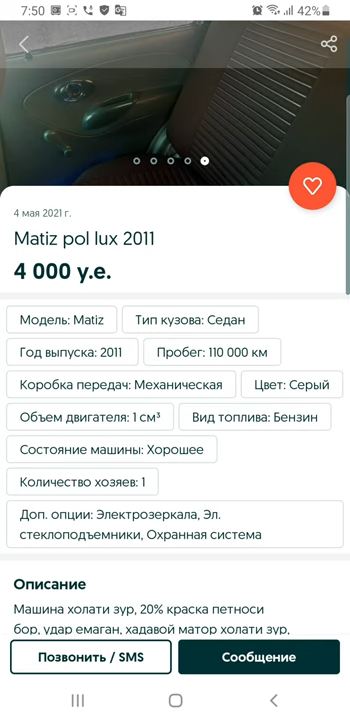 7:50
42%
4 мая 2021 г.
Matiz pol lux 2011
4 000 у.е.
Модель: Matiz
Тип кузова: Седан
Год выпуска: 2011
Пробег: 110 000 км
Коробка передач: Механическая
Цвет: Серый
Объем двигателя: 1 см³
Вид топлива: Бензин
Состояние машины: Хорошее
Количество хозяев: 1
Доп. опции: Электрозеркала, Эл.
стеклоподъемники, Охранная система
Описание
Машина холати зур, 20% краска петноси
бор, удар емаган, хадавой матор холати зур,
Позвонить / SMS
Сообщение